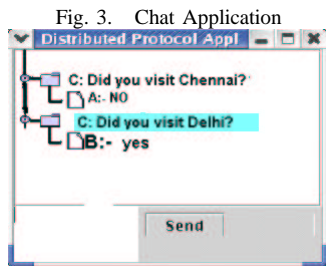 Fig. 3. Chat Application
Distributed Protocol Appl
C: Did you visit Chennai?
A:- NO
C: Did you visit Delhi?
B:- yes
Send